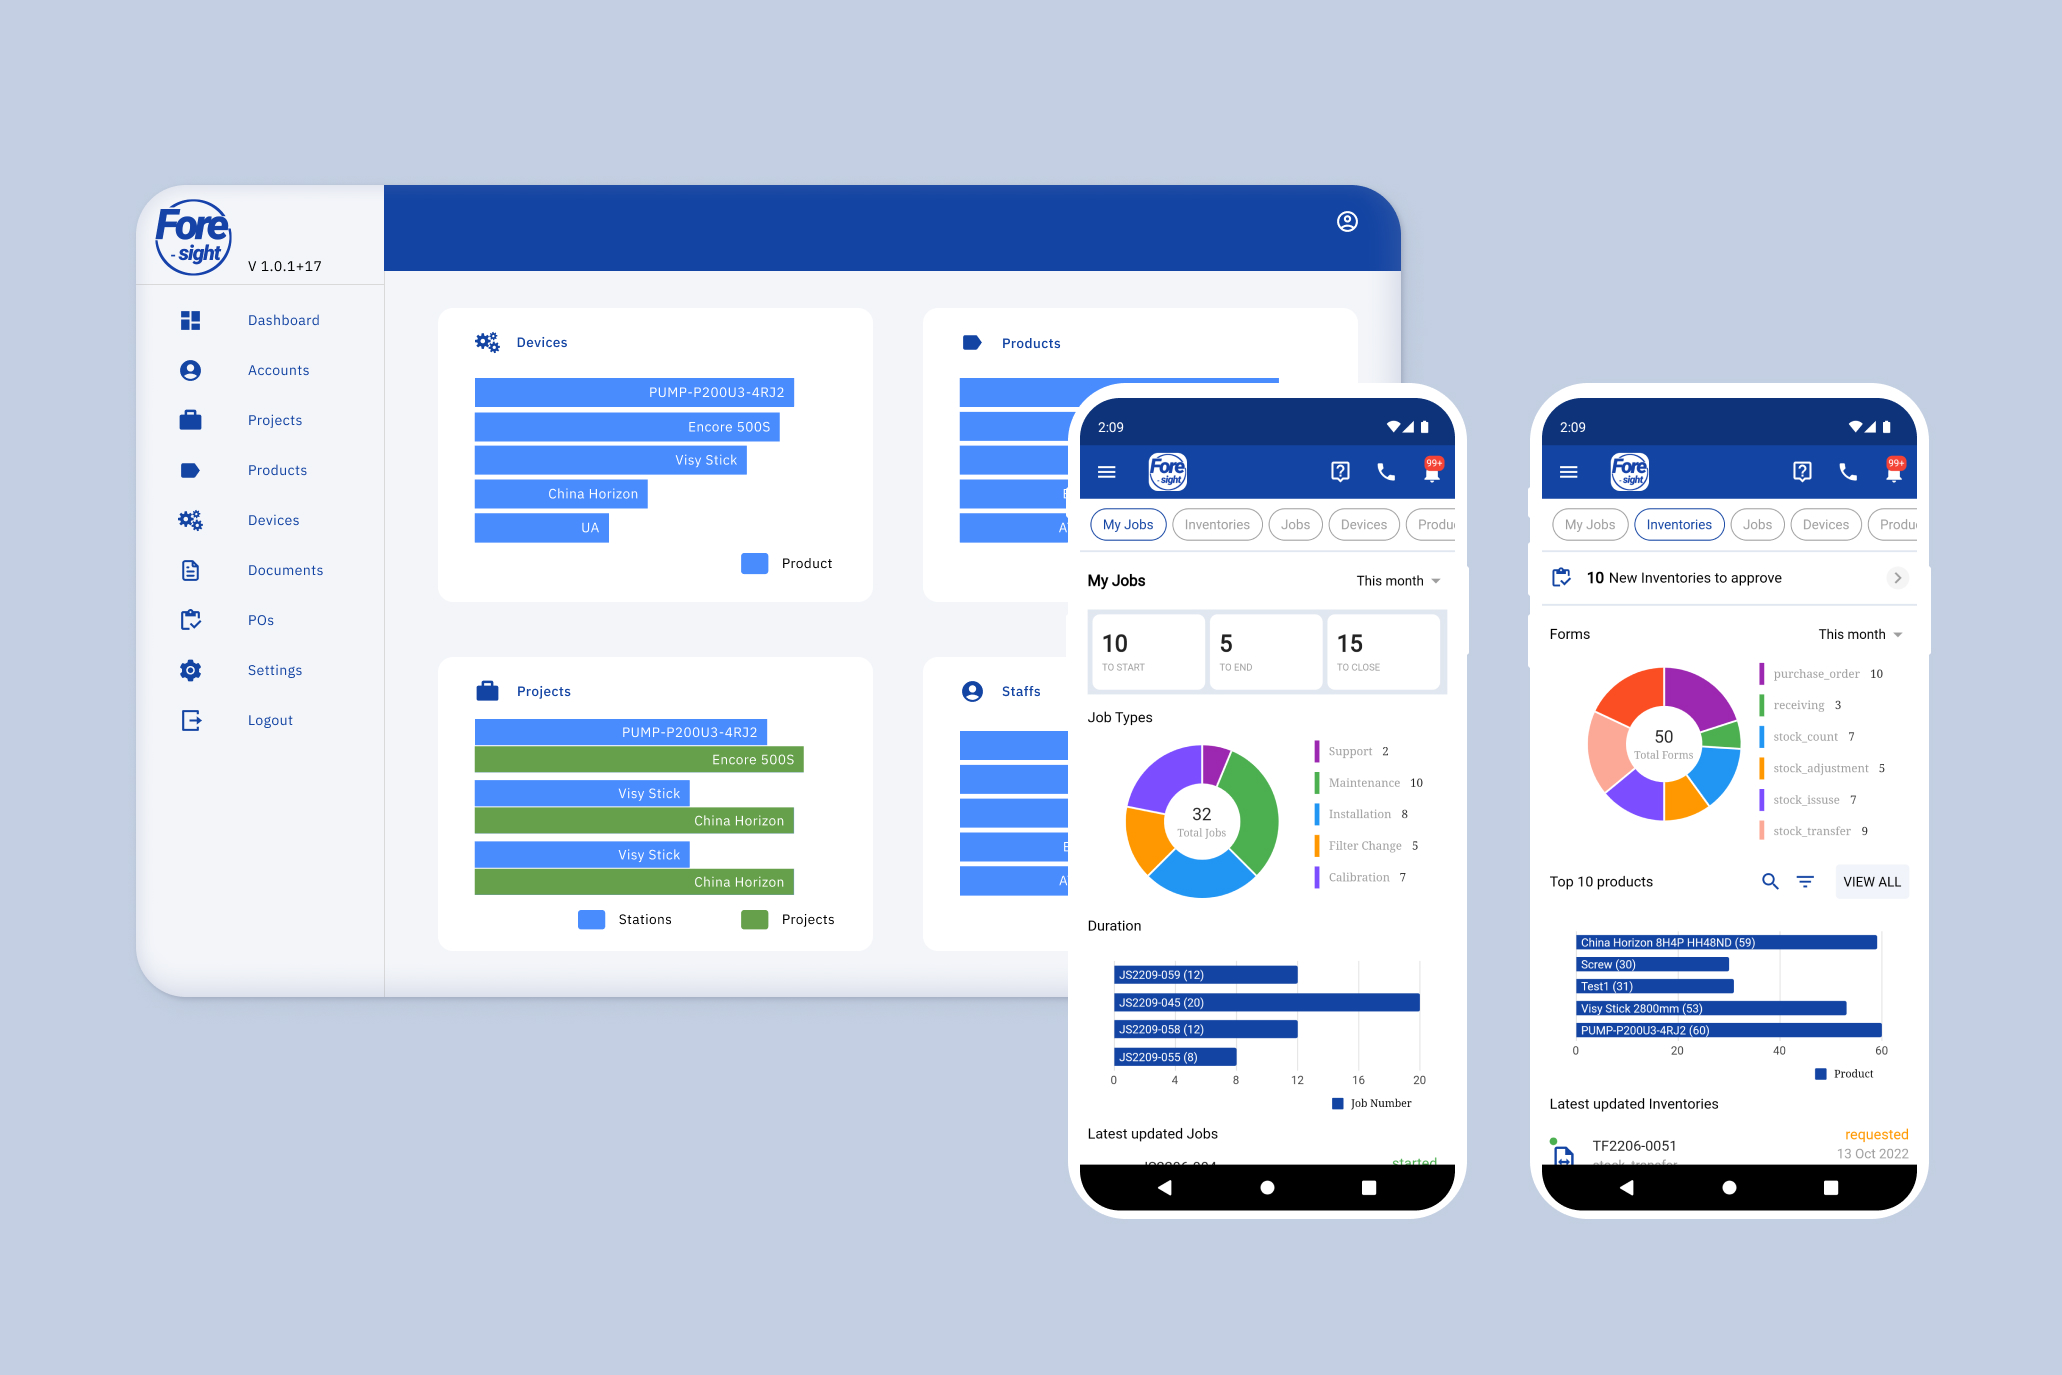 Fore
- sight
V 1.0.1+17
Dashboard
Accounts
Projects
Products
Devices
Documents
POs
Settings
Logout
Devices
PUMP-P200U3-4RJ2
Encore 500S
Visy Stick
China Horizon
UA
Product
Products
Projects
PUMP-P200U3-4RJ2
Encore 500S
Visy Stick
China Horizon
Visy Stick
China Horizon
Stations
Projects
Staffs
2:09
Fore
- sight
99+
My Jobs
Inventories
Jobs
Devices
Produ
My Jobs
This month
10
TO START
5
TO END
15
TO CLOSE
Job Types
32
Total Jobs
Support 2
Maintenance 10
Installation 8
Filter Change 5
Calibration 7
Duration
JS2209-059 (12)
JS2209-045 (20)
JS2209-058 (12)
JS2209-055 (8)
0 4 8 12 16 20
Job Number
Latest updated Jobs
started
2:09
Fore
- sight
99+
My Jobs
Inventories
Jobs
Devices
Produ
10 New Inventories to approve
Forms
This month
50
Total Forms
purchase_order 10
receiving 3
stock_count 7
stock_adjustment 5
stock_issuse 7
stock_transfer 9
Top 10 products
VIEW ALL
China Horizon 8H4P HH48ND (59)
Screw (30)
Test1 (31)
Visy Stick 2800mm (53)
PUMP-P200U3-4RJ2 (60)
0 20 40 60
Product
Latest updated Inventories
TF2206-0051
requested
13 Oct 2022
stock_transfer